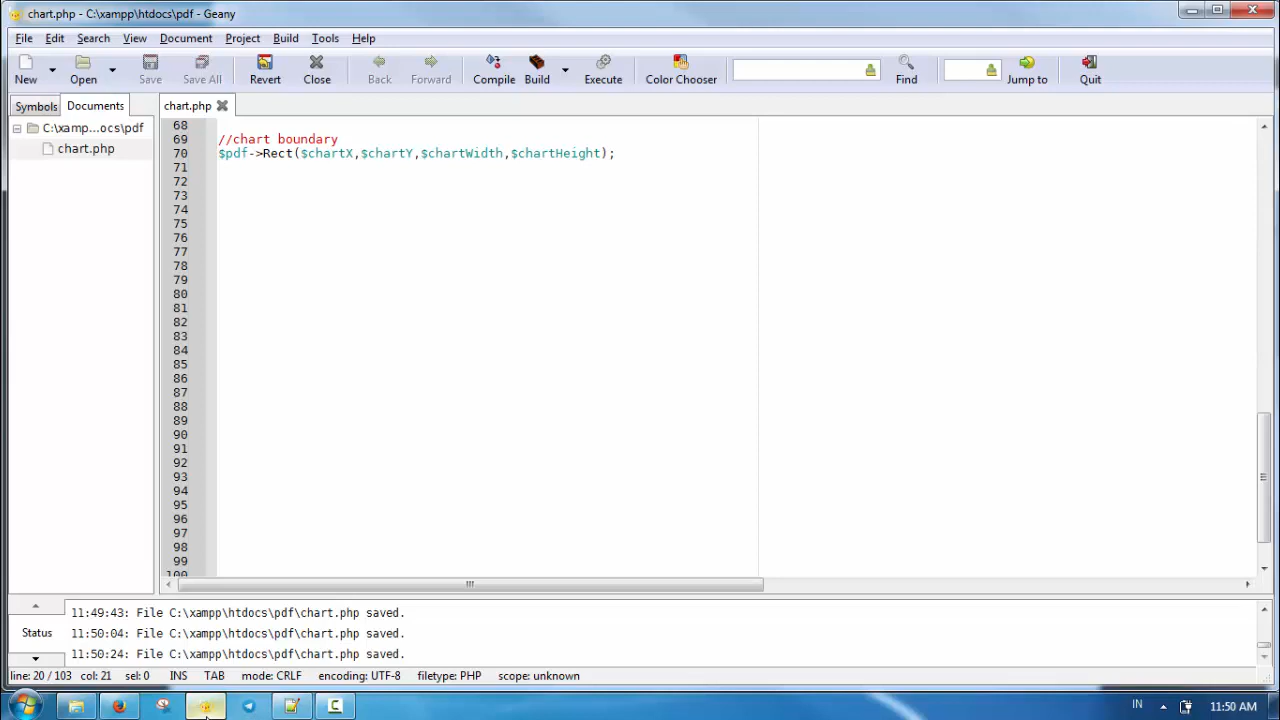 chart.php - C:\xampp\htdocs\pdf - Geany
File Edit Search View Document Project Build Tools Help
New Open Save Save All Revert Close Back Forward Compile Build Execute Color Chooser Find Jump to Quit
Symbols Documents chart.php
C:\xamp...ocs\pdf
chart.php
68
69 //chart boundary
70 $pdf->Rect($chartX,$chartY,$chartWidth,$chartHeight);
71
72
73
74
75
76
77
78
79
80
81
82
83
84
85
86
87
88
89
90
91
92
93
94
95
96
97
98
99
100
Status
11:49:43: File C:\xampp\htdocs\pdf\chart.php saved.
11:50:04: File C:\xampp\htdocs\pdf\chart.php saved.
11:50:24: File C:\xampp\htdocs\pdf\chart.php saved.
line: 20 / 103 col: 21 sel: 0 INS TAB mode: CRLF encoding: UTF-8 filetype: PHP scope: unknown
IN 11:50 AM